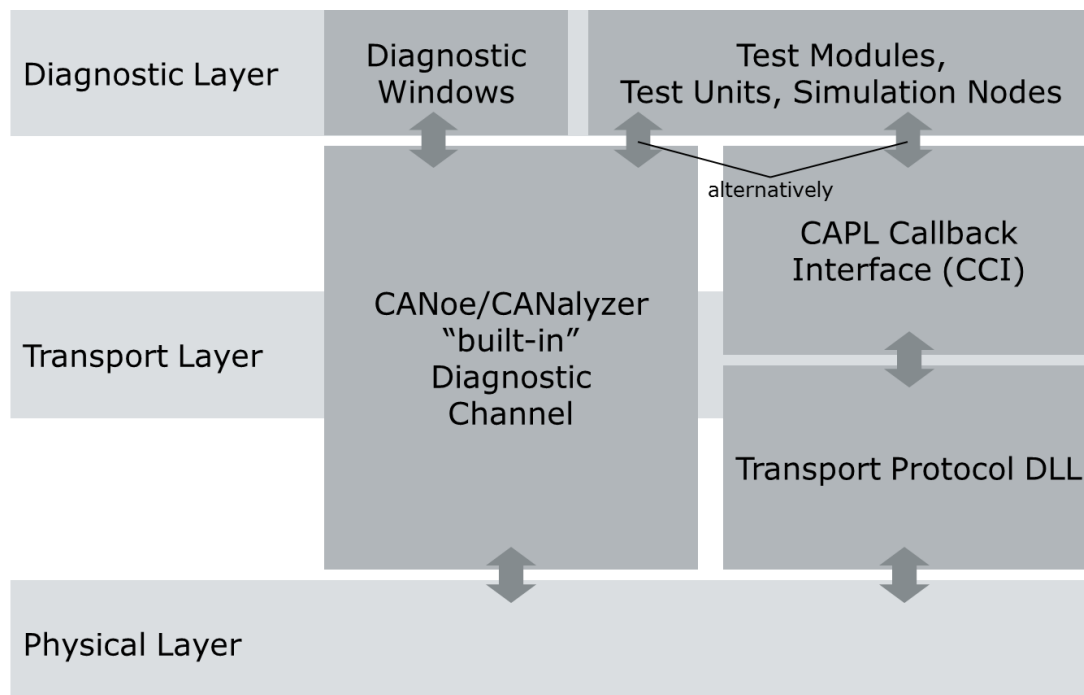 Diagnostic Layer
Diagnostic
Windows
Test Modules,
Test Units, Simulation Nodes
alternatively
CAPL Callback
Interface (CCI)
CANoe/CANalyzer
“built-in”
Diagnostic
Channel
Transport Layer
Transport Protocol DLL
Physical Layer